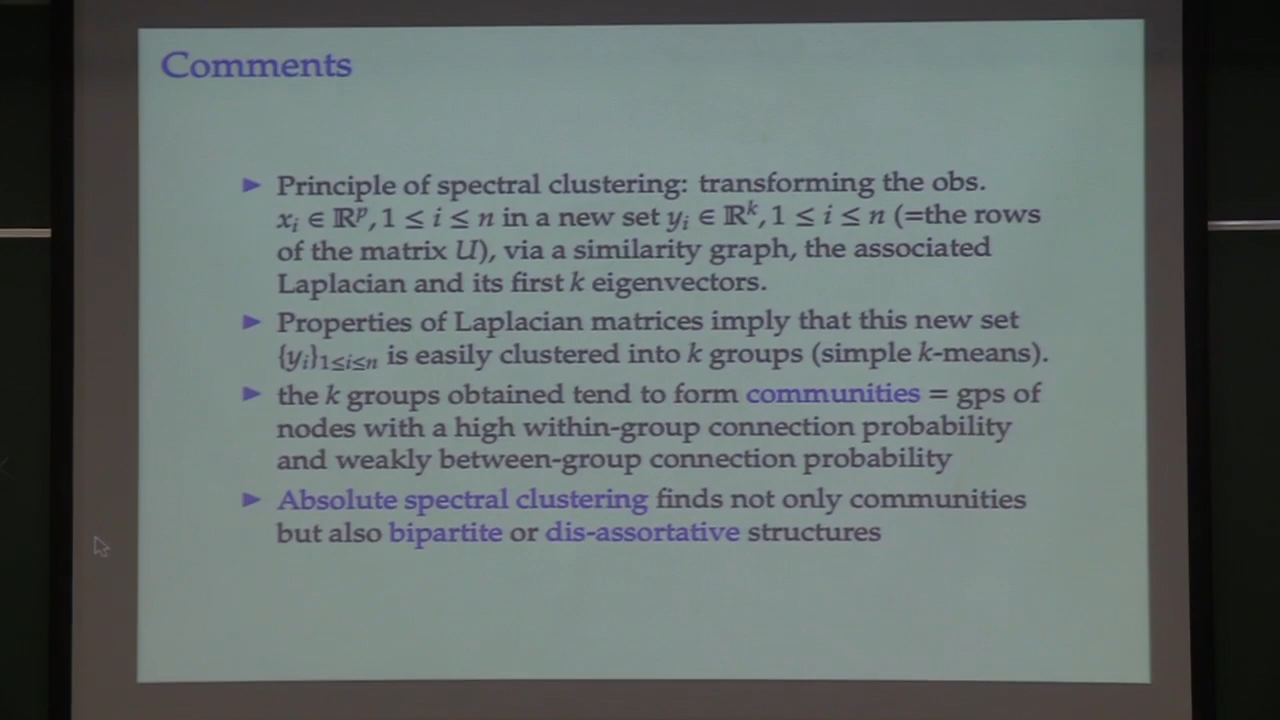 Comments
► Principle of spectral clustering: transforming the obs.
xᵢ ∈ ℝᵖ, 1 ≤ i ≤ n in a new set yᵢ ∈ ℝᵏ, 1 ≤ i ≤ n (=the rows
of the matrix U), via a similarity graph, the associated
Laplacian and its first k eigenvectors.
► Properties of Laplacian matrices imply that this new set
{yᵢ}₁≤ᵢ≤ₙ is easily clustered into k groups (simple k-means).
► the k groups obtained tend to form communities = gps of
nodes with a high within-group connection probability
and weakly between-group connection probability
► Absolute spectral clustering finds not only communities
but also bipartite or dis-assortative structures